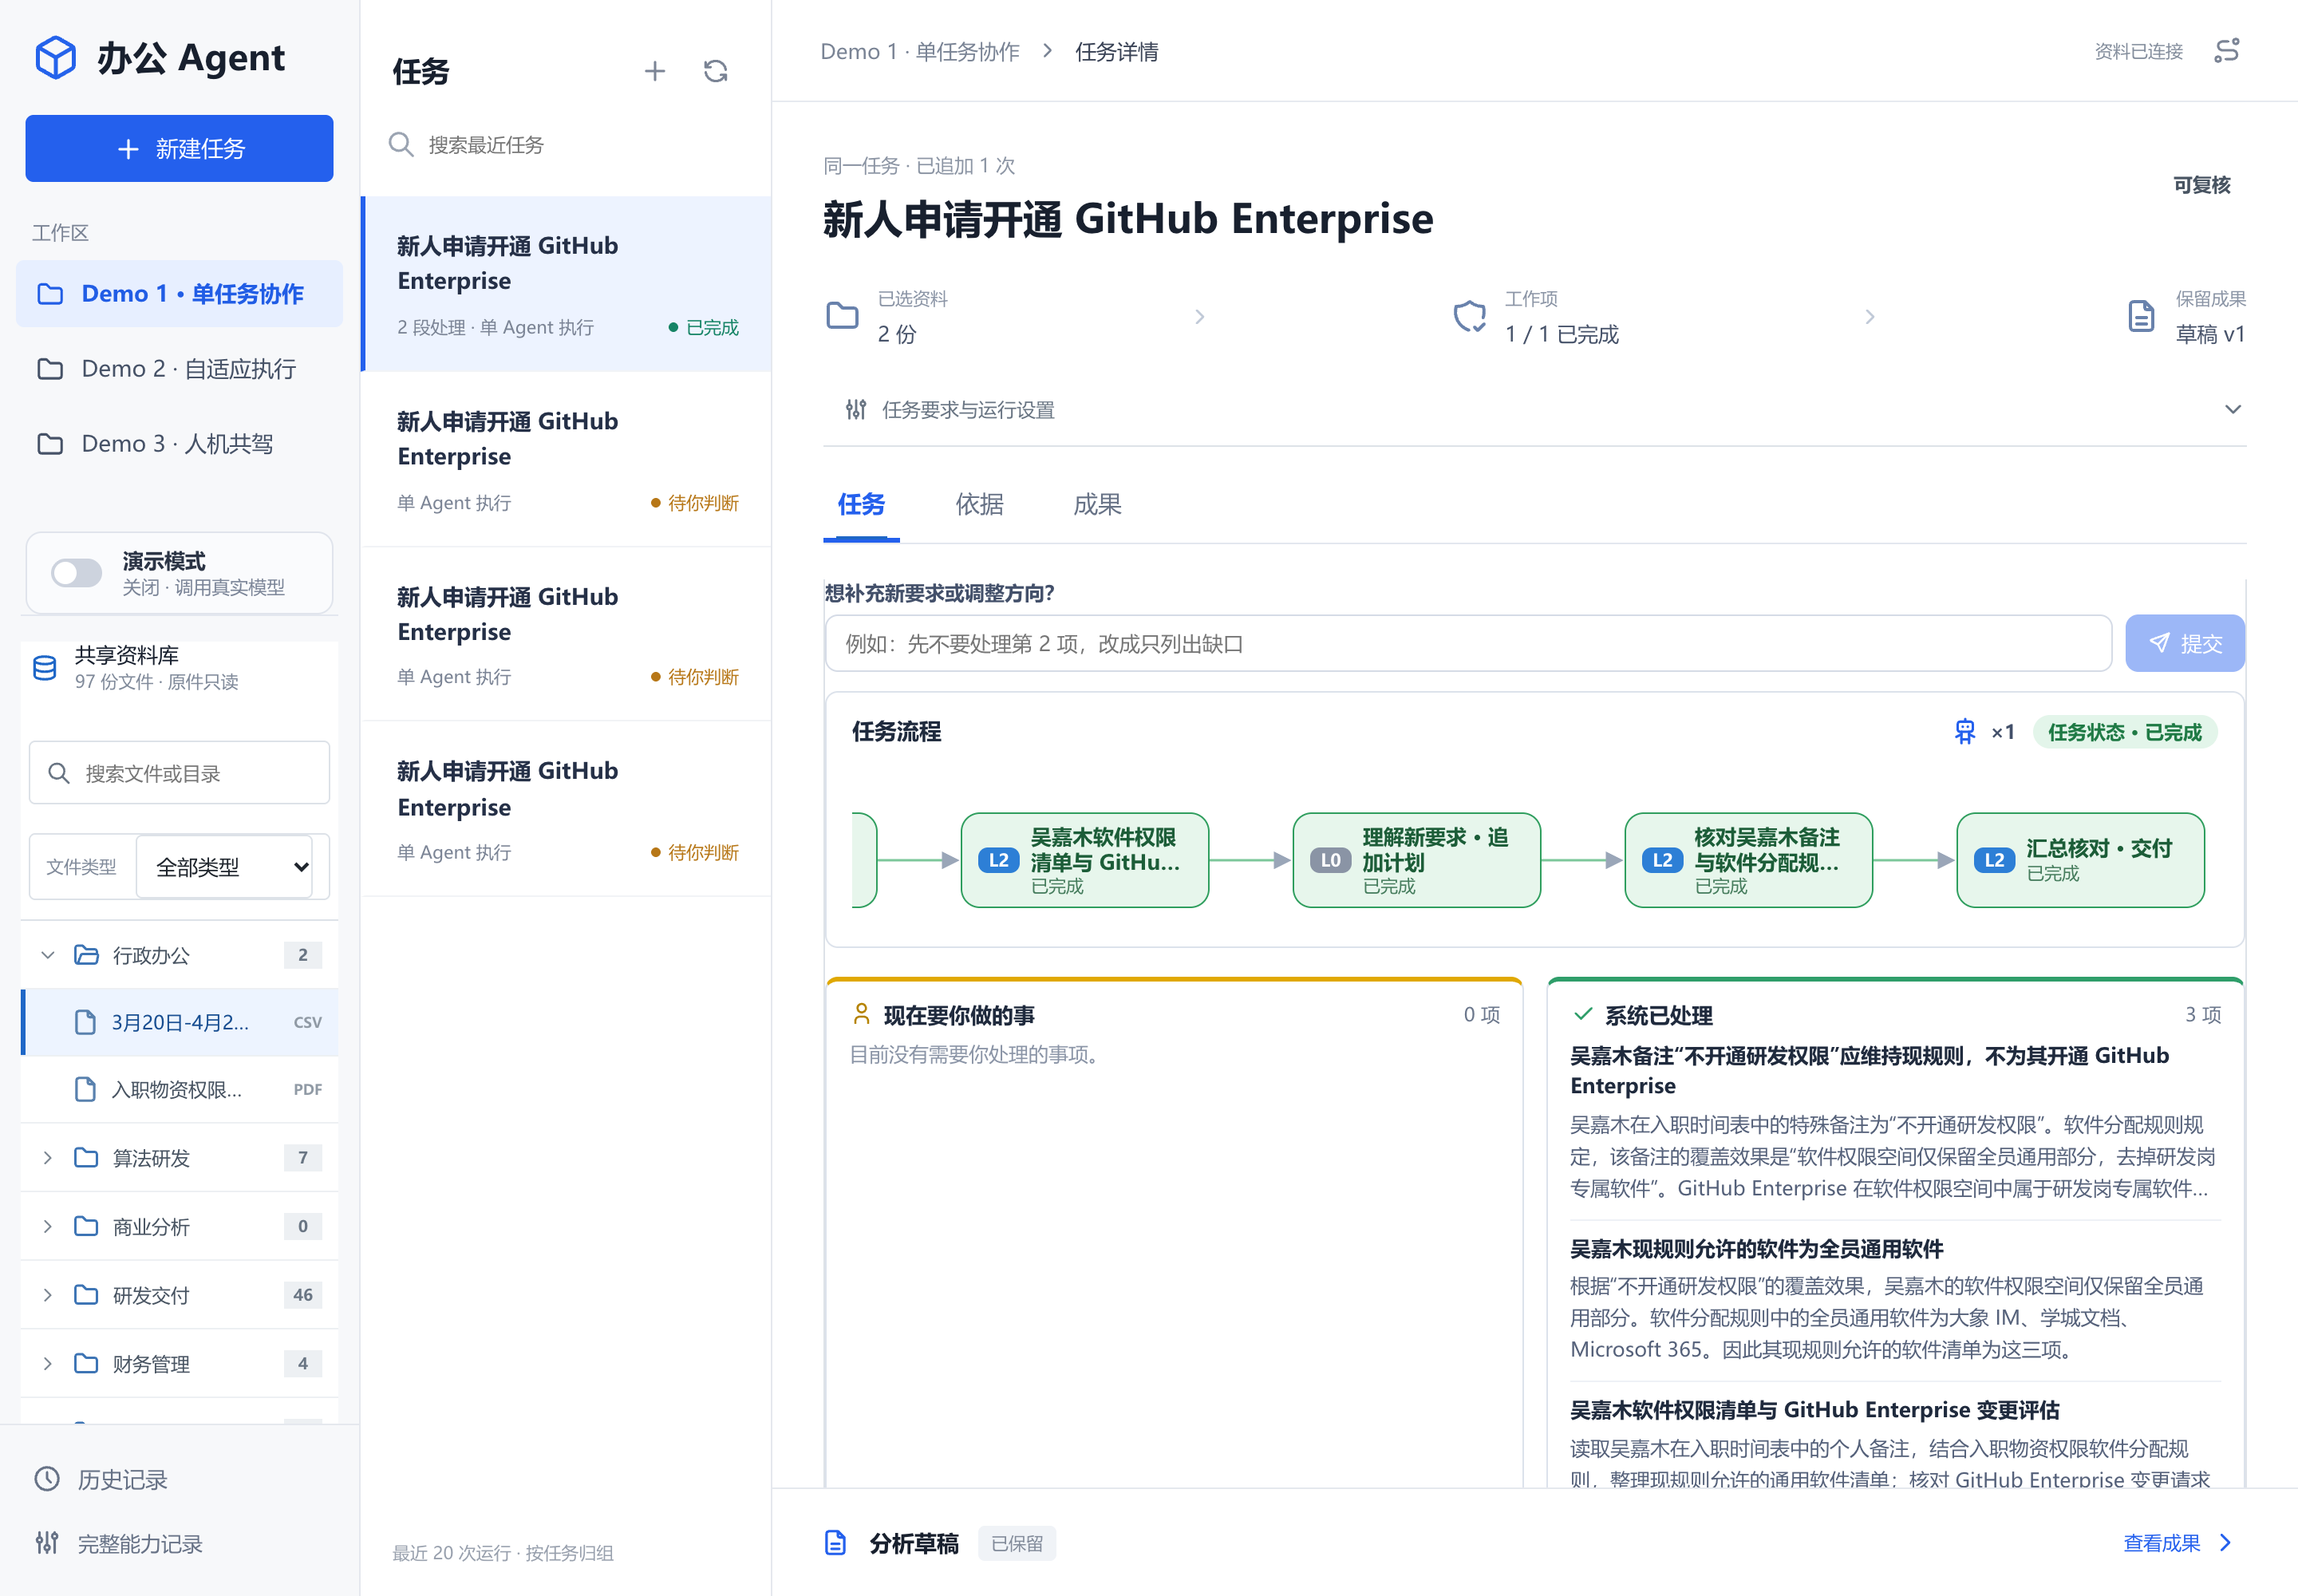 办公 Agent
新建任务
工作区
Demo 1 · 单任务协作
Demo 2 · 自适应执行
Demo 3 · 人机共驾
演示模式
关闭 · 调用真实模型
共享资料库
97 份文件 · 原件只读
搜索文件或目录
文件类型
全部类型
行政办公
2
3月20日-4月2...
CSV
入职物资权限...
PDF
算法研发
7
商业分析
0
研发交付
46
财务管理
4
历史记录
完整能力记录
任务
搜索最近任务
新人申请开通 GitHub
Enterprise
2 段处理 · 单 Agent 执行
已完成
新人申请开通 GitHub
Enterprise
单 Agent 执行
待你判断
新人申请开通 GitHub
Enterprise
单 Agent 执行
待你判断
新人申请开通 GitHub
Enterprise
单 Agent 执行
待你判断
最近 20 次运行 · 按任务归组
Demo 1 · 单任务协作
任务详情
资料已连接
同一任务 · 已追加 1 次
新人申请开通 GitHub Enterprise
可复核
已选资料
2 份
工作项
1 / 1 已完成
保留成果
草稿 v1
任务要求与运行设置
任务
依据
成果
想补充新要求或调整方向？
例如：先不要处理第 2 项，改成只列出缺口
提交
任务流程
×1
任务状态 · 已完成
L2
吴嘉木软件权限
清单与 GitHu...
已完成
L0
理解新要求 · 追
加计划
已完成
L2
核对吴嘉木备注
与软件分配规...
已完成
L2
汇总核对 · 交付
已完成
现在要你做的事
0 项
目前没有需要你处理的事项。
系统已处理
3 项
吴嘉木备注“不开通研发权限”应维持现规则，不为其开通 GitHub
Enterprise
吴嘉木在入职时间表中的特殊备注为“不开通研发权限”。软件分配规则规
定，该备注的覆盖效果是“软件权限空间仅保留全员通用部分，去掉研发岗
专属软件”。GitHub Enterprise 在软件权限空间中属于研发岗专属软件...
吴嘉木现规则允许的软件为全员通用软件
根据“不开通研发权限”的覆盖效果，吴嘉木的软件权限空间仅保留全员通
用部分。软件分配规则中的全员通用软件为大象 IM、学城文档、
Microsoft 365。因此其现规则允许的软件清单为这三项。
吴嘉木软件权限清单与 GitHub Enterprise 变更评估
读取吴嘉木在入职时间表中的个人备注，结合入职物资权限软件分配规
则，整理现规则允许的通用软件清单；核对 GitHub Enterprise 变更请求
分析草稿
已保留
查看成果